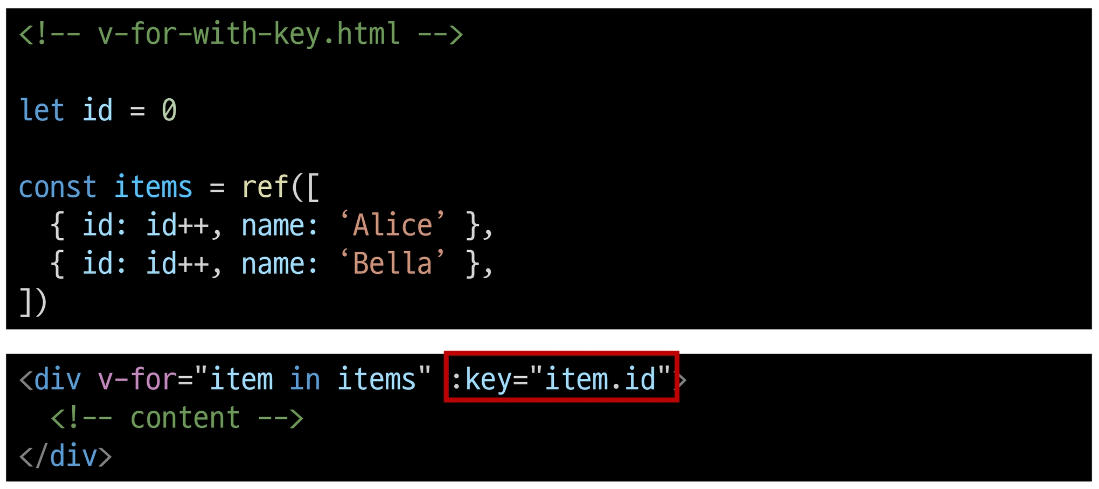 <!-- v-for-with-key.html -->
let id = 0
const items = ref([
{ id: id++, name: ‘Alice’ },
{ id: id++, name: ‘Bella’ },
])
<div v-for="item in items" :key="item.id">
<!-- content -->
</div>